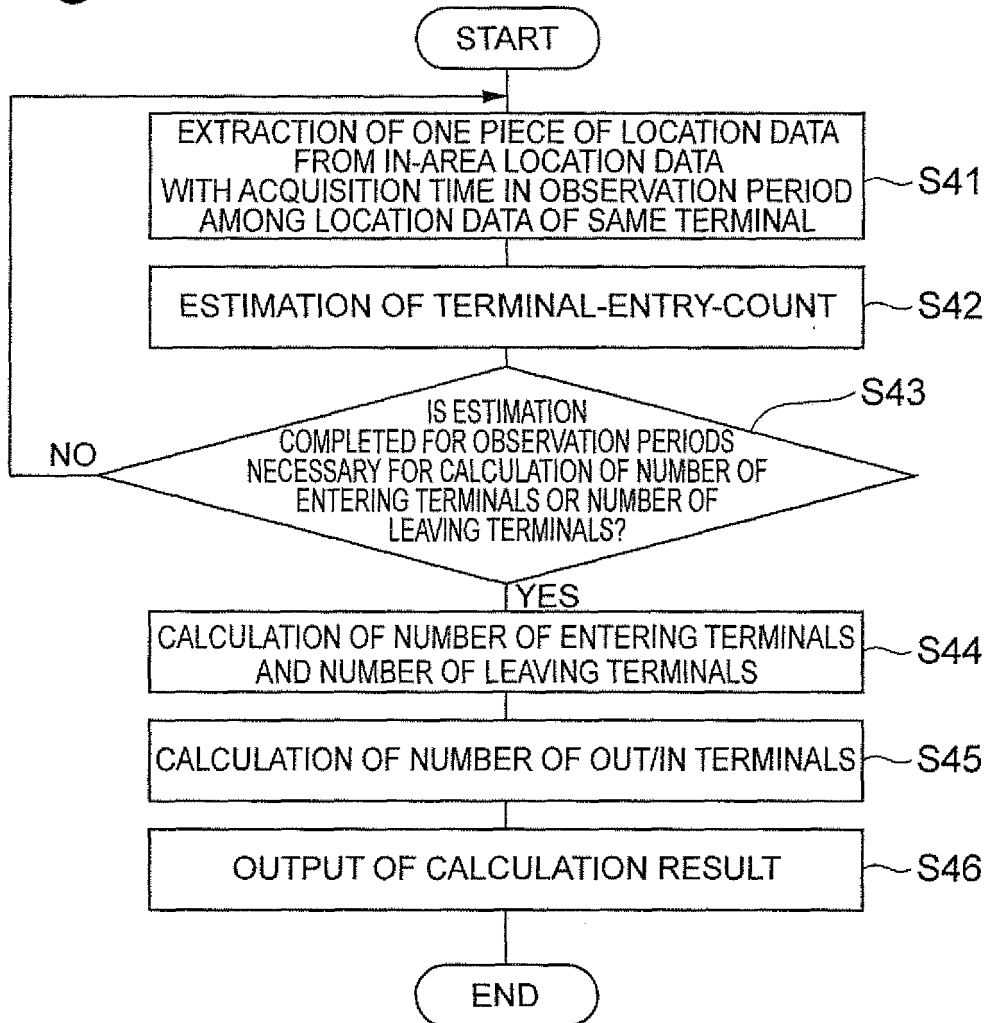 START
EXTRACTION OF ONE PIECE OF LOCATION DATA
FROM IN-AREA LOCATION DATA
WITH ACQUISITION TIME IN OBSERVATION PERIOD
AMONG LOCATION DATA OF SAME TERMINAL
S41
ESTIMATION OF TERMINAL-ENTRY-COUNT
S42
S43
IS ESTIMATION
COMPLETED FOR OBSERVATION PERIODS
NECESSARY FOR CALCULATION OF NUMBER OF
ENTERING TERMINALS OR NUMBER OF
LEAVING TERMINALS?
NO
YES
CALCULATION OF NUMBER OF ENTERING TERMINALS
AND NUMBER OF LEAVING TERMINALS
S44
CALCULATION OF NUMBER OF OUT/IN TERMINALS
S45
OUTPUT OF CALCULATION RESULT
S46
END